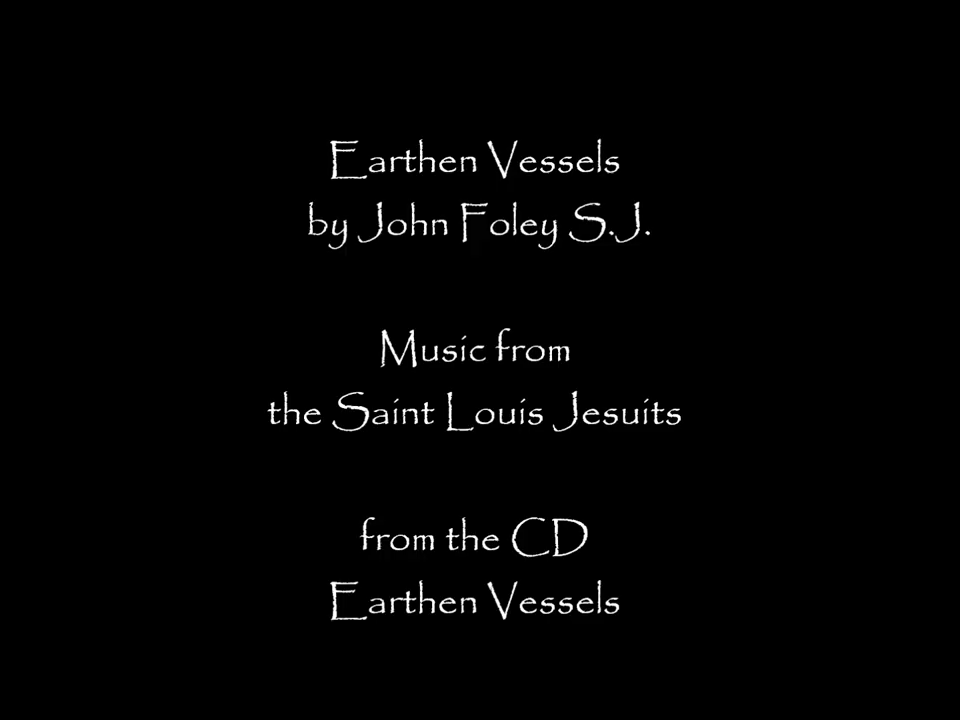 Earthen Vessels
by John Foley S.J.
Music from
the Saint Louis Jesuits
from the CD
Earthen Vessels